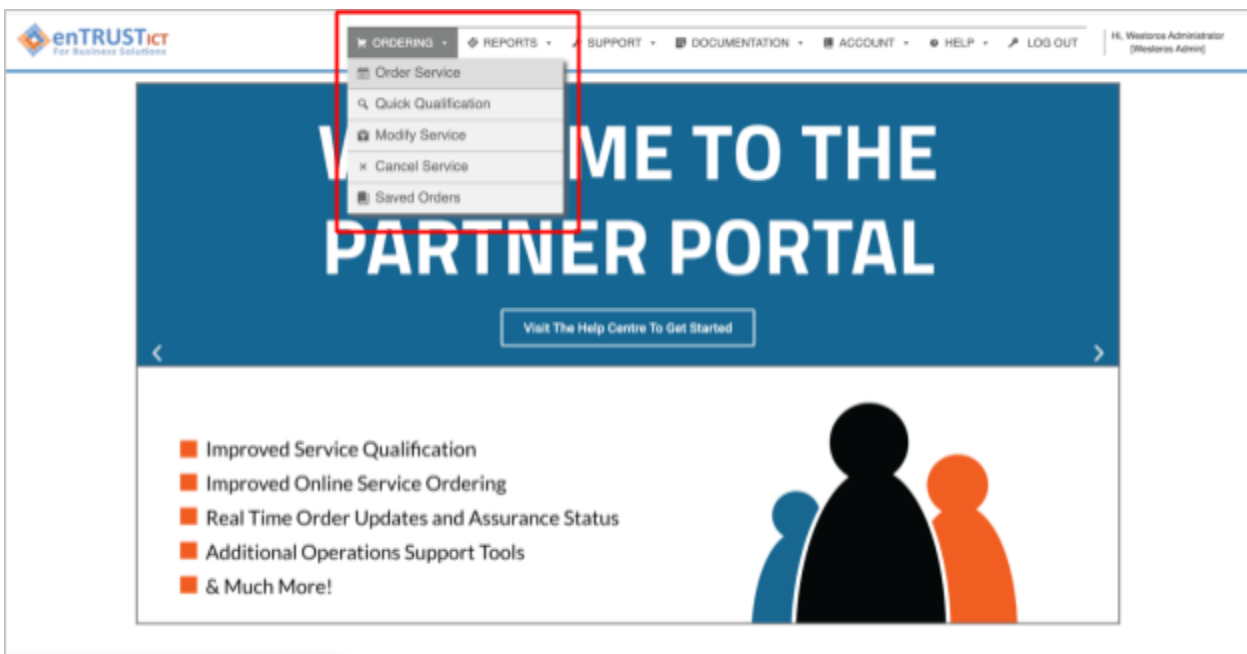 enTRUSTICT
For Business Solutions
ORDERING REPORTS SUPPORT DOCUMENTATION ACCOUNT HELP LOG OUT
Hi, Westeros Administrator
[Westeros Admin]
Order Service
Quick Qualification
Modify Service
Cancel Service
Saved Orders
ME TO THE
PARTNER PORTAL
Visit The Help Centre To Get Started
Improved Service Qualification
Improved Online Service Ordering
Real Time Order Updates and Assurance Status
Additional Operations Support Tools
& Much More!